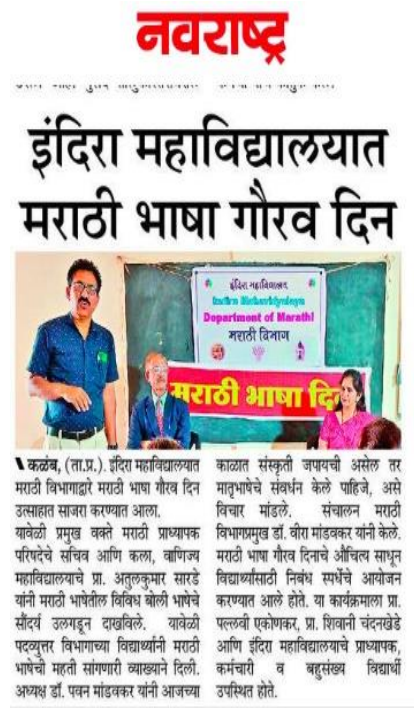 नवराष्ट्र
इंदिरा महाविद्यालयात
मराठी भाषा गौरव दिन
इंदिरा महाविद्यालय
Indira Mahavidyalaya
Department of Marathi
मराठी विभाग
मराठी भाषा दि
कळंब, (ता.प्र.). इंदिरा महाविद्यालयात
मराठी विभागाद्वारे मराठी भाषा गौरव दिन
उत्साहात साजरा करण्यात आला.
यावेळी प्रमुख वक्ते मराठी प्राध्यापक
परिषदेचे सचिव आणि कला, वाणिज्य
महाविद्यालयाचे प्रा. अतुलकुमार सारडे
यांनी मराठी भाषेतील विविध बोली भाषेचे
सौंदर्य उलगडून दाखविले. यावेळी
पदव्युत्तर विभागाच्या विद्यार्थ्यांनी मराठी
भाषेची महती सांगणारी व्याख्याने दिली.
अध्यक्ष डॉ. पवन मांडवकर यांनी आजच्या
काळात संस्कृती जपायची असेल तर
मातृभाषेचे संवर्धन केले पाहिजे, असे
विचार मांडले. संचालन मराठी
विभागप्रमुख डॉ. वीरा मांडवकर यांनी केले.
मराठी भाषा गौरव दिनाचे औचित्य साधून
विद्यार्थ्यांसाठी निबंध स्पर्धेचे आयोजन
करण्यात आले होते. या कार्यक्रमाला प्रा.
पल्लवी एकोणकर, प्रा. शिवानी चंदनखेडे
आणि इंदिरा महाविद्यालयाचे प्राध्यापक,
कर्मचारी व बहुसंख्य विद्यार्थी
उपस्थित होते.